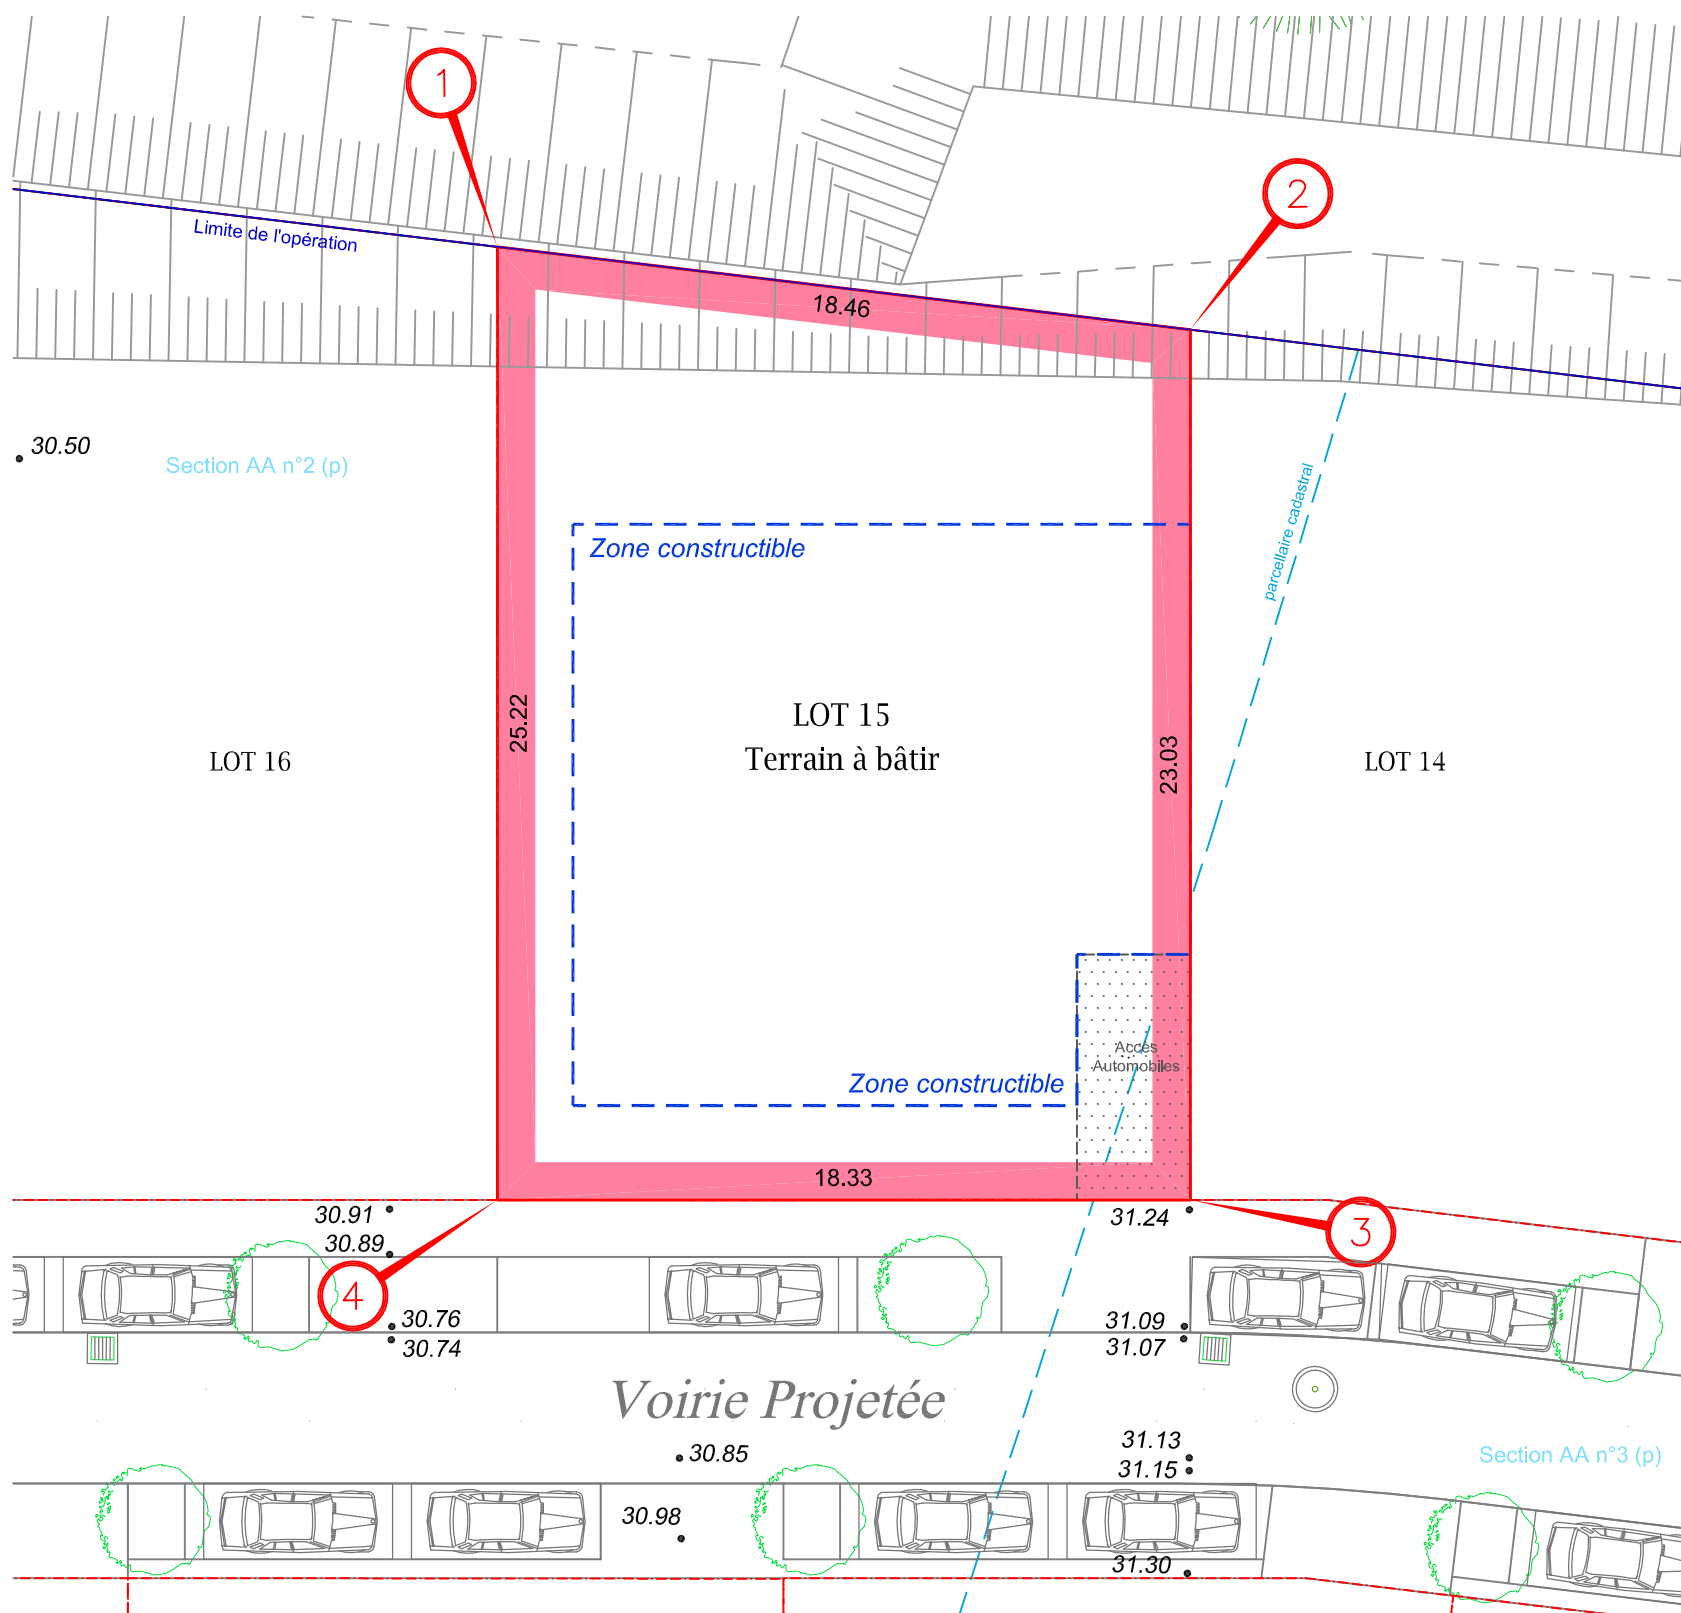 1
2
Limite de l'opération
18.46
30.50
Section AA n°2 (p)
parcellaire cadastral
Zone constructible
25.22
LOT 15
Terrain à bâtir
23.03
LOT 16
LOT 14
Accès
Automobiles
Zone constructible
18.33
30.91
31.24
3
30.89
4
30.76
31.09
30.74
31.07
Voirie Projetée
30.85
31.13
31.15
Section AA n°3 (p)
30.98
31.30